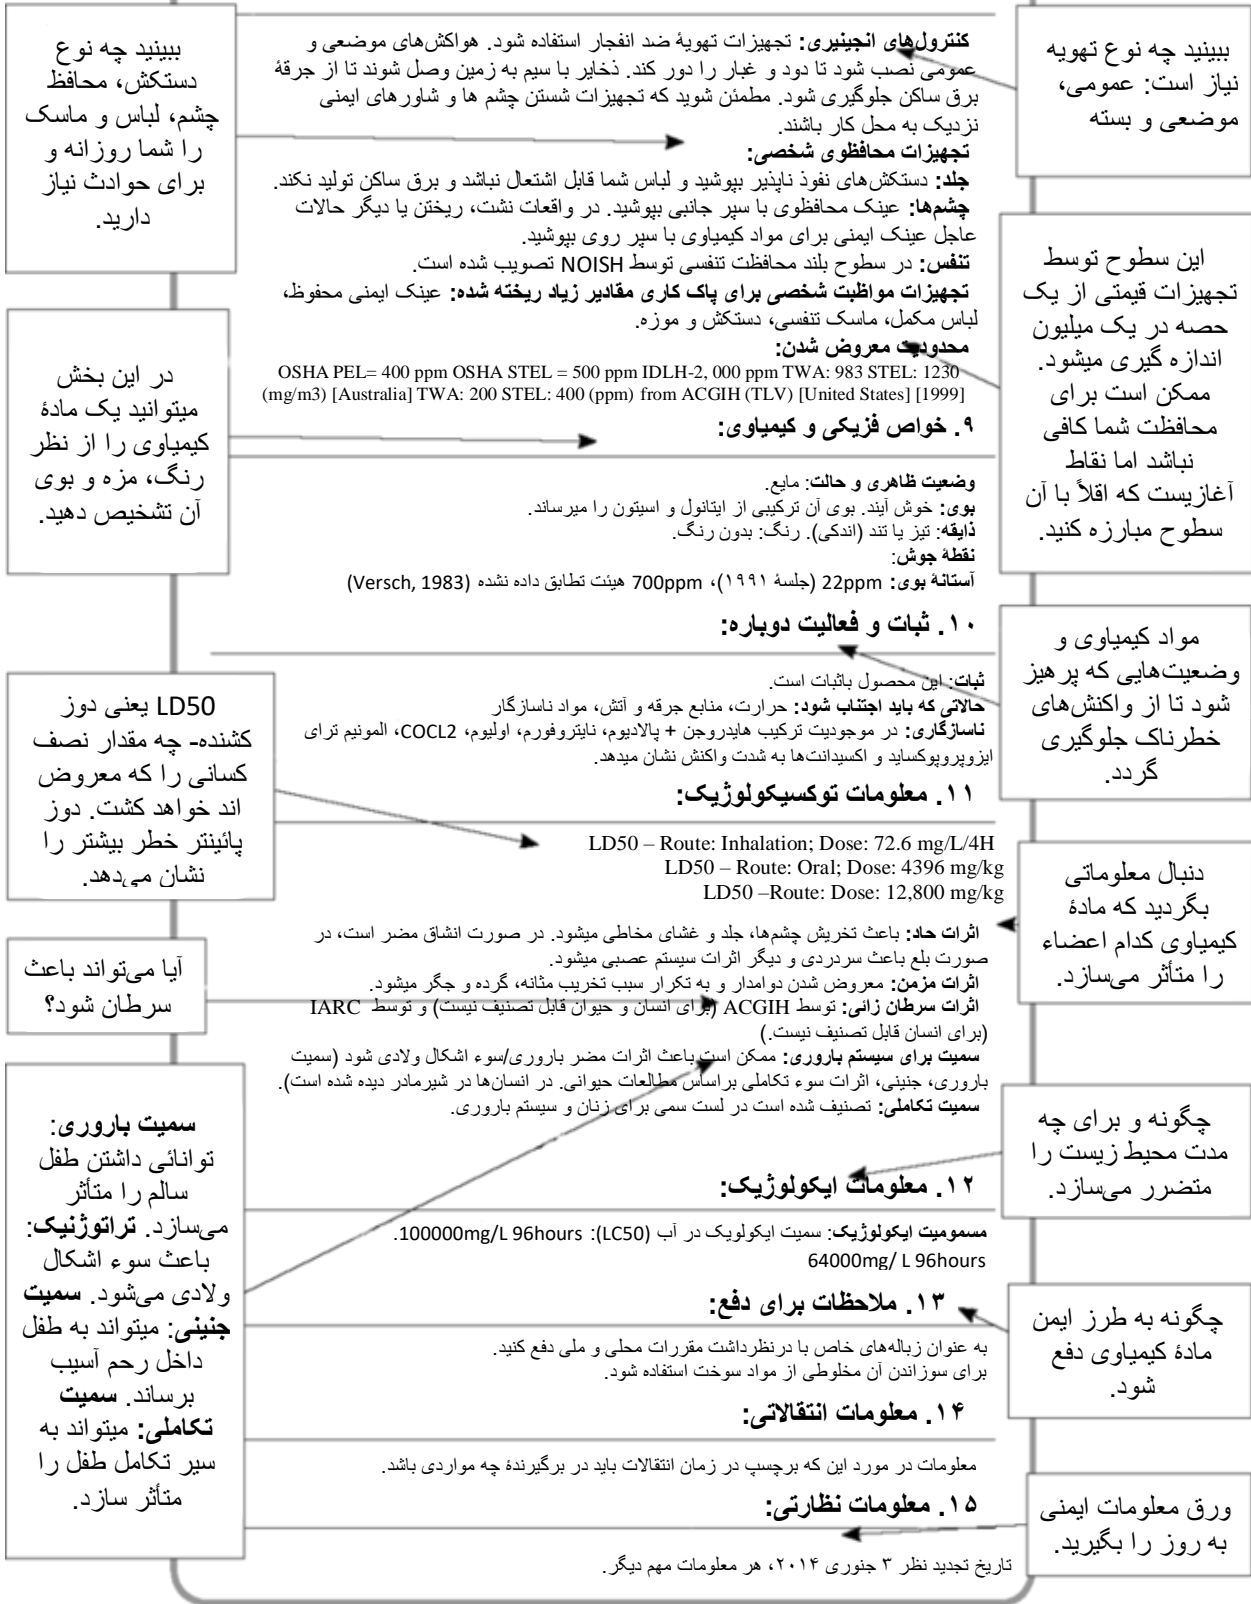 ببینید چه نوع
دستکش، محافظ
چشم، لباس و ماسک
را شما روزانه و
برای حوادث نیاز
دارید.
کنترول‌های انجینیری: تجهیزات تهویهٔ ضد انفجار استفاده شود. هواکش‌های موضعی و
عمومی نصب شود تا دود و غبار را دور کند. ذخایر با سیم به زمین وصل شوند تا از جرقهٔ
برق ساکن جلوگیری شود. مطمئن شوید که تجهیزات شستن چشم ها و شاورهای ایمنی
نزدیک به محل کار باشند.
تجهیزات محافظوی شخصی:
جلد: دستکش‌های نفوذ ناپذیر بپوشید و لباس شما قابل اشتعال نباشد و برق ساکن تولید نکند.
چشم‌ها: عینک محافظوی با سپر جانبی بپوشید. در واقعات نشت، ریختن یا دیگر حالات
عاجل عینک ایمنی برای مواد کیمیاوی با سپر روی بپوشید.
تنفس: در سطوح بلند محافظت تنفسی توسط NOISH تصویب شده است.
تجهیزات مواظبت شخصی برای پاک کاری مقادیر زیاد ریخته شده: عینک ایمنی محفوظ،
لباس مکمل، ماسک تنفسی، دستکش و موزه.
محدودیت معروض شدن:
OSHA PEL= 400 ppm OSHA STEL = 500 ppm IDLH-2, 000 ppm TWA: 983 STEL: 1230
(mg/m3) [Australia] TWA: 200 STEL: 400 (ppm) from ACGIH (TLV) [United States] [1999]
ببینید چه نوع تهویه
نیاز است: عمومی،
موضعی و بسته
این سطوح توسط
تجهیزات قیمتی از یک
حصه در یک میلیون
اندازه گیری میشود.
ممکن است برای
محافظت شما کافی
نباشد اما نقاط
آغازیست که اقلاً با آن
سطوح مبارزه کنید.
در این بخش
میتوانید یک مادهٔ
کیمیاوی را از نظر
رنگ، مزه و بوی
آن تشخیص دهید.
۹. خواص فزیکی و کیمیاوی:
وضعیت ظاهری و حالت: مایع.
بوی: خوش آیند. بوی آن ترکیبی از ایتانول و اسیتون را میرساند.
ذایقه: تیز یا تند (اندکی). رنگ: بدون رنگ.
نقطهٔ جوش:
آستانهٔ بوی: 22ppm (جلسهٔ ۱۹۹۱)، 700ppm هیئت تطابق داده نشده (Versch, 1983)
۱۰. ثبات و فعالیت دوباره:
ثبات: این محصول باثبات است.
حالاتی که باید اجتناب شود: حرارت، منابع جرقه و آتش، مواد ناسازگار
ناسازگاری: در موجودیت ترکیب هایدروجن + پالادیوم، نایتروفورم، اولیوم، COCL2، المونیم ترای
ایزوپروپوکساید و اکسیدانت‌ها به شدت واکنش نشان میدهد.
مواد کیمیاوی و
وضعیت‌هایی که پرهیز
شود تا از واکنش‌های
خطرناک جلوگیری
گردد.
LD50 یعنی دوز
کشنده- چه مقدار نصف
کسانی را که معروض
اند خواهد کشت. دوز
پائینتر خطر بیشتر را
نشان می‌دهد.
۱۱. معلومات توکسیکولوژیک:
LD50 – Route: Inhalation; Dose: 72.6 mg/L/4H
LD50 – Route: Oral; Dose: 4396 mg/kg
LD50 –Route: Dose: 12,800 mg/kg
اثرات حاد: باعث تخریش چشم‌ها، جلد و غشای مخاطی میشود. در صورت انشاق مضر است، در
صورت بلع باعث سردردی و دیگر اثرات سیستم عصبی میشود.
اثرات مزمن: معروض شدن دوامدار و به تکرار سبب تخریب مثانه، گرده و جگر میشود.
اثرات سرطان زائی: توسط ACGIH (برای انسان و حیوان قابل تصنیف نیست) و توسط IARC
(برای انسان قابل تصنیف نیست.)
سمیت برای سیستم باروری: ممکن است باعث اثرات مضر باروری/سوء اشکال ولادی شود (سمیت
باروری، جنینی، اثرات سوء تکاملی براساس مطالعات حیوانی. در انسان‌ها در شیرمادر دیده شده است).
سمیت تکاملی: تصنیف شده است در لست سمی برای زنان و سیستم باروری.
دنبال معلوماتی
بگردید که مادهٔ
کیمیاوی کدام اعضاء
را متأثر می‌سازد.
آیا می‌تواند باعث
سرطان شود؟
سمیت باروری:
توانائی داشتن طفل
سالم را متأثر
می‌سازد. تراتوژنیک:
باعث سوء اشکال
ولادی می‌شود. سمیت
جنینی: میتواند به طفل
داخل رحم آسیب
برساند. سمیت
تکاملی: میتواند به
سیر تکامل طفل را
متأثر سازد.
۱۲. معلومات ایکولوژیک:
مسمومیت ایکولوژیک: سمیت ایکولویک در آب (LC50): 100000mg/L 96hours.
64000mg/ L 96hours
چگونه و برای چه
مدت محیط زیست را
متضرر می‌سازد.
۱۳. ملاحظات برای دفع:
به عنوان زباله‌های خاص با درنظرداشت مقررات محلی و ملی دفع کنید.
برای سوزاندن آن مخلوطی از مواد سوخت استفاده شود.
چگونه به طرز ایمن
مادهٔ کیمیاوی دفع
شود.
۱۴. معلومات انتقالاتی:
معلومات در مورد این که برچسپ در زمان انتقالات باید در برگیرندهٔ چه مواردی باشد.
۱۵. معلومات نظارتی:
تاریخ تجدید نظر ۳ جنوری ۲۰۱۴، هر معلومات مهم دیگر.
ورق معلومات ایمنی
به روز را بگیرید.